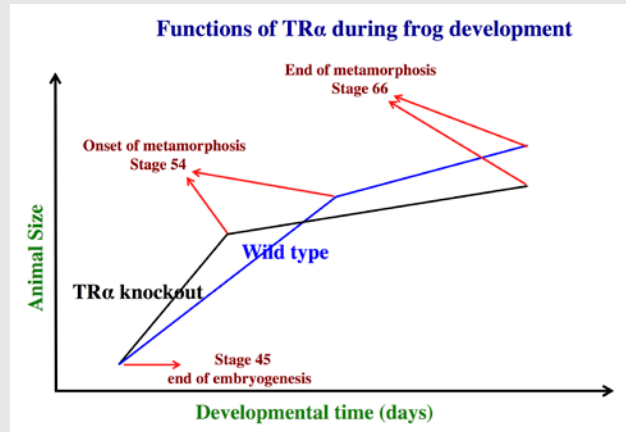 Functions of TRα during frog development
End of metamorphosis
Stage 66
Onset of metamorphosis
Stage 54
Wild type
TRα knockout
Stage 45
end of embryogenesis
Animal Size
Developmental time (days)